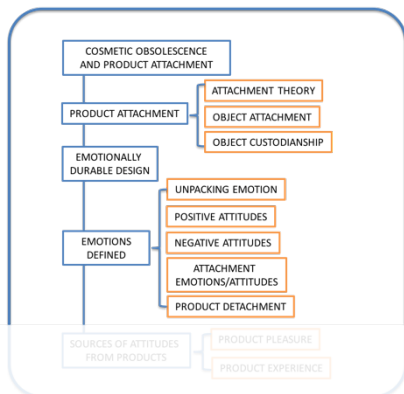 COSMETIC OBSOLESCENCE
AND PRODUCT ATTACHMENT
PRODUCT ATTACHMENT
ATTACHMENT THEORY
OBJECT ATTACHMENT
OBJECT CUSTODIANSHIP
EMOTIONALLY
DURABLE DESIGN
EMOTIONS
DEFINED
UNPACKING EMOTION
POSITIVE ATTITUDES
NEGATIVE ATTITUDES
ATTACHMENT
EMOTIONS/ATTITUDES
PRODUCT DETACHMENT
SOURCES OF ATTITUDES
FROM PRODUCTS
PRODUCT PLEASURE
PRODUCT EXPERIENCE